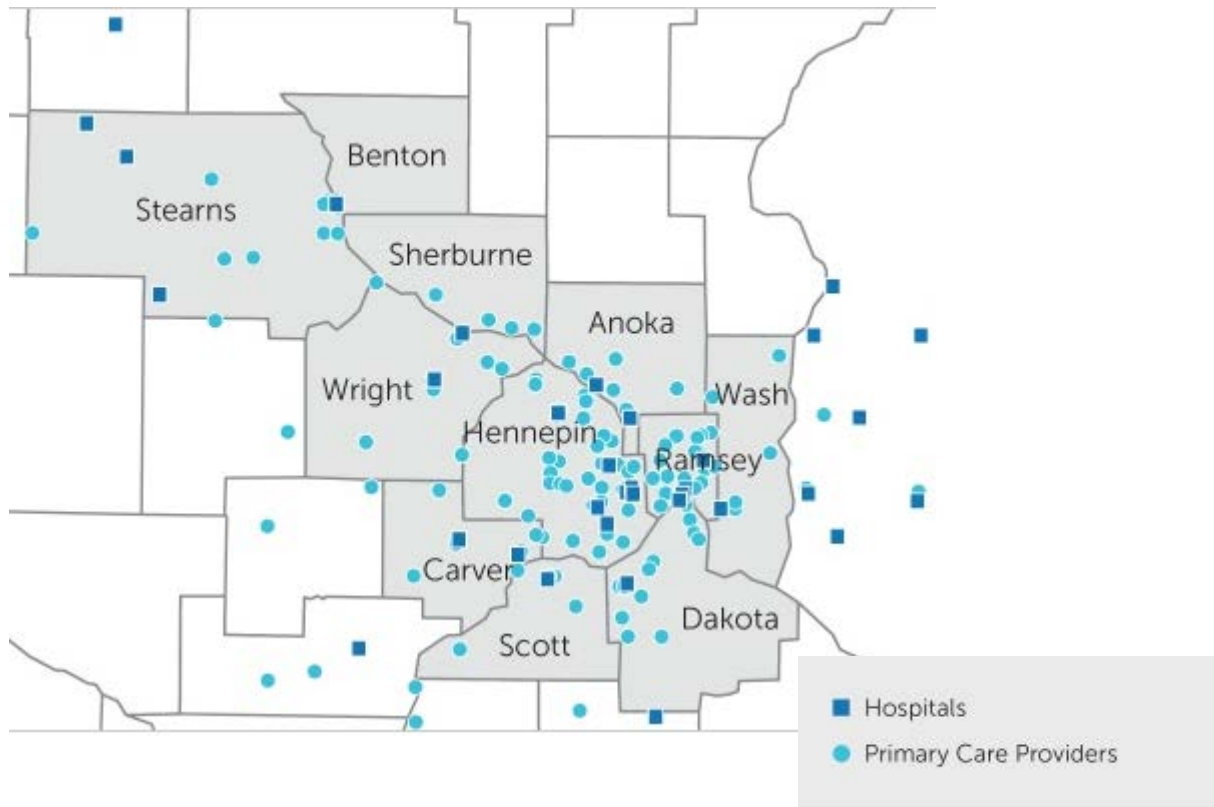 Benton
Stearns
Sherburne
Anoka
Wright
Wash
Hennepin
Ramsey
Carver
Dakota
Scott
Hospitals
Primary Care Providers